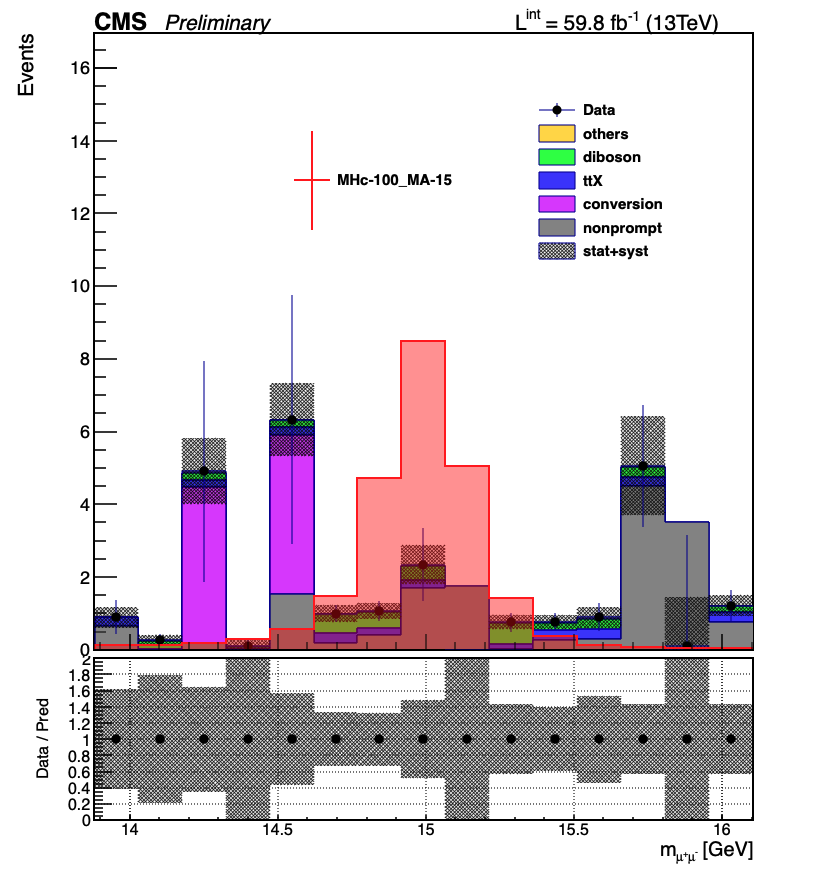 CMS Preliminary L^int = 59.8 fb^-1 (13TeV)
Events
16
14
12
10
8
6
4
2
0
Data
others
diboson
ttX
conversion
nonprompt
stat+syst
MHc-100_MA-15
Data / Pred
2
1.8
1.6
1.4
1.2
1
0.8
0.6
0.4
0.2
0
14 14.5 15 15.5 16
m_μ⁺μ⁻ [GeV]